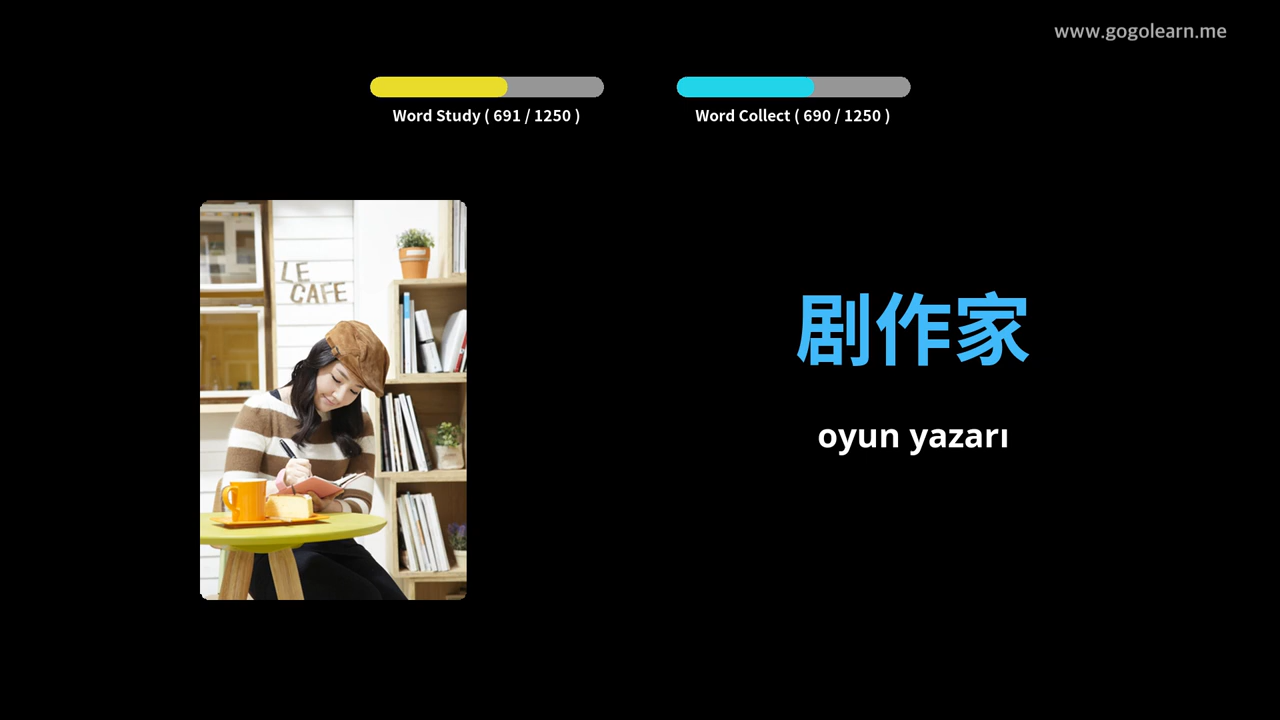 www.gogolearn.me
Word Study ( 691 / 1250 )
Word Collect ( 690 / 1250 )
LE
CAFE
剧作家
oyun yazarı